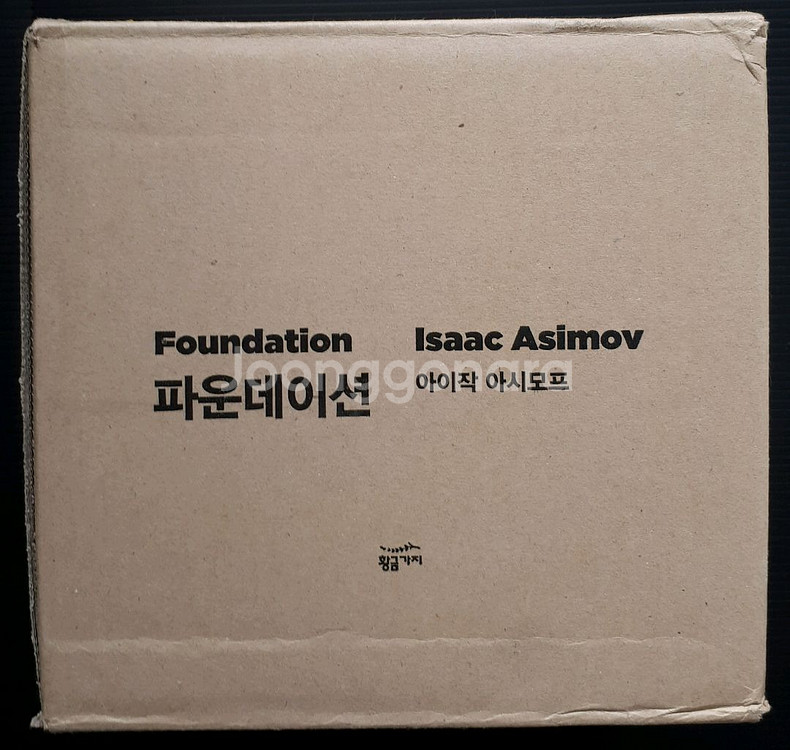 Foundation
파운데이션
Isaac Asimov
아이작 아시모프
Joonggonara
황금가지